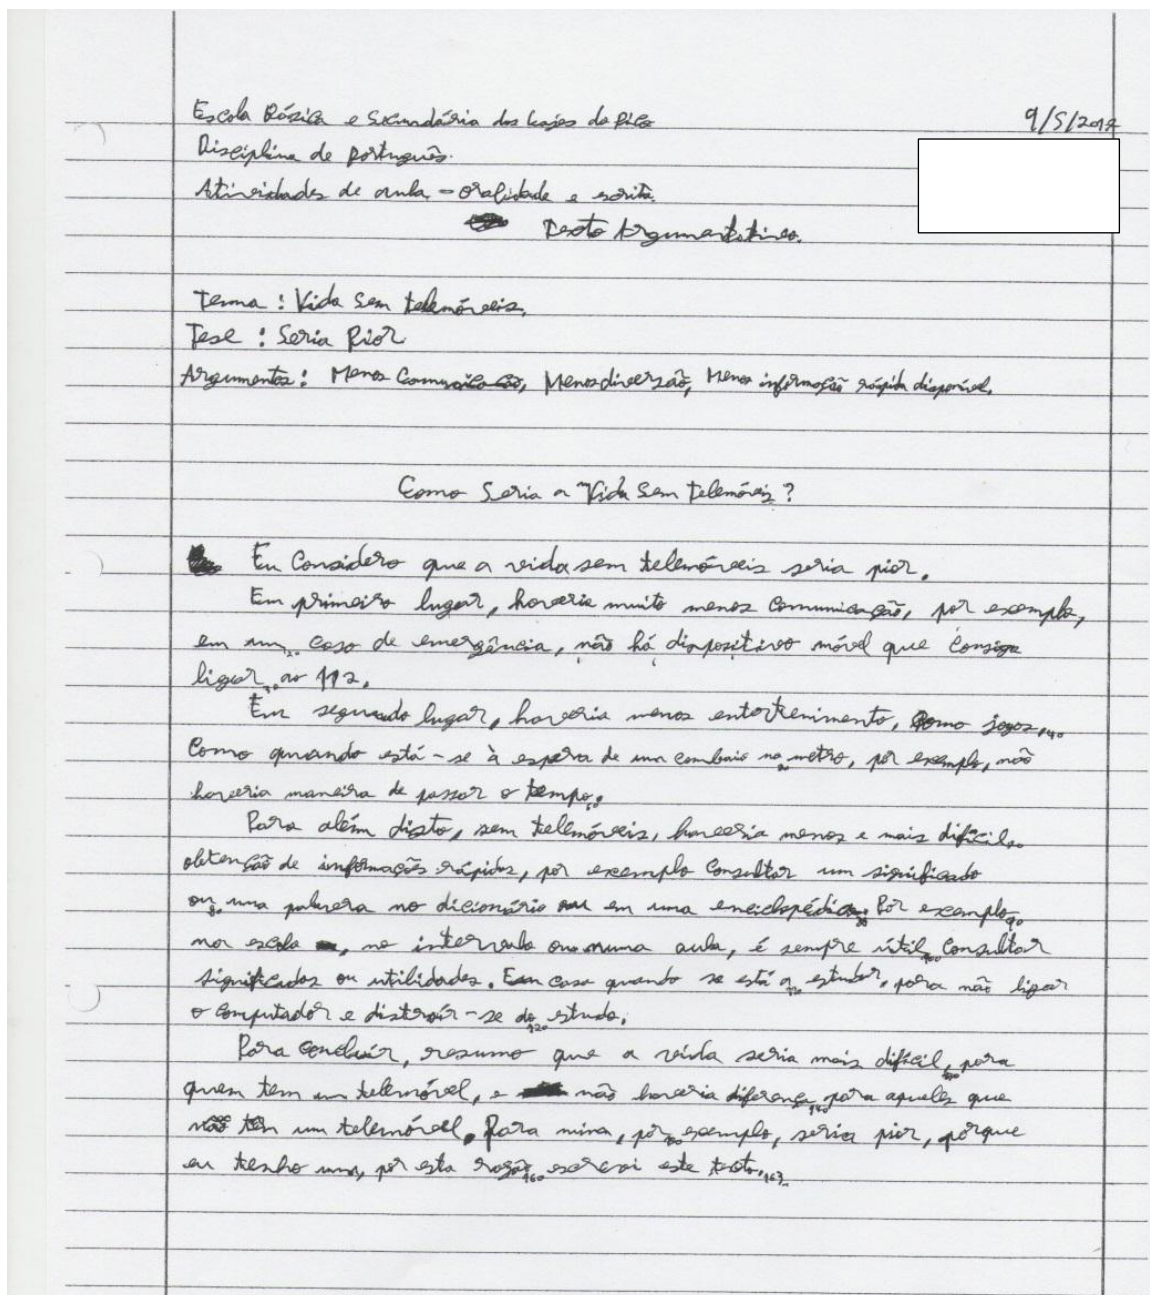 Escola Básica e Secundária das Lajes do Pico 9/5/2017
Disciplina de Português.
Atividades de aula - oralidade e escrita.
Texto Argumentativo.
Tema : Vida Sem telemóveis.
Tese : Seria Pior
Argumentos: Menos Comunicação, Menos diversão, Menos informação rápida disponível.
Como Seria a Vida Sem telemóveis ?
Eu Considero que a vida sem telemóveis seria pior.
Em primeiro lugar, haveria muito menos comunicação, por exemplo,
em um caso de emergência, não há dispositivo móvel que consiga
ligar ao 112.
Em segundo lugar, haveria menos entertenimento, como jogos.
Como quando está-se à espera de um comboio no metro, por exemplo, não
haveria maneira de passar o tempo.
Para além disto, sem telemóveis, haveria menos e mais difícil
obtenção de informações rápidas, por exemplo Consultar um significado
ou uma palavra no dicionário ou em uma enciclopédia. Por exemplo
na escola, no intervalo ou numa aula, é sempre útil Consultar
significados ou utilidades. Em casa quando se está a estudar, para não ligar
o computador e distrair-se do estudo.
Para concluir, resumo que a vida seria mais difícil, para
quem tem um telemóvel, e não haveria diferença para aqueles que
não têm um telemóvel. Para mim, por exemplo, seria pior, porque
eu tenho um, por esta razão escrevi este texto.